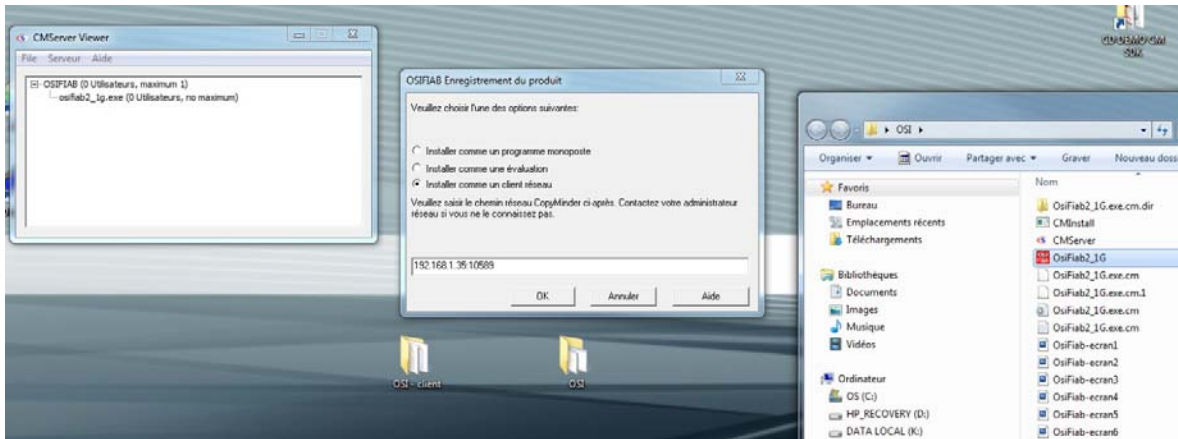 CMServer Viewer
File Serveur Aide
OSIFIAB (0 Utilisateurs, maximum 1)
osifiab2_1g.exe (0 Utilisateurs, no maximum)
OSIFIAB Enregistrement du produit
Veuillez choisir l'une des options suivantes:
Installer comme un programme monoposte
Installer comme une évaluation
Installer comme un client réseau
Veuillez saisir le chemin réseau CopyMinder ci-après. Contactez votre administrateur
réseau si vous ne le connaissez pas.
192.168.1.35:10589
OK Annuler Aide
OSI - client
OSI
CD DEMO CM
SDK
OSI
Organiser Ouvrir Partager avec Graver Nouveau doss
Favoris
Bureau
Emplacements récents
Téléchargements
Bibliothèques
Documents
Images
Musique
Vidéos
Ordinateur
OS (C:)
HP_RECOVERY (D:)
DATA LOCAL (K:)
Nom
OsiFiab2_1G.exe.cm.dir
CMInstall
CMServer
OsiFiab2_1G
OsiFiab2_1G.exe.cm
OsiFiab2_1G.exe.cm.1
OsiFiab2_1G.exe.cm
OsiFiab2_1G.exe.cm
OsiFiab-ecran1
OsiFiab-ecran2
OsiFiab-ecran3
OsiFiab-ecran4
OsiFiab-ecran5
OsiFiab-ecran6